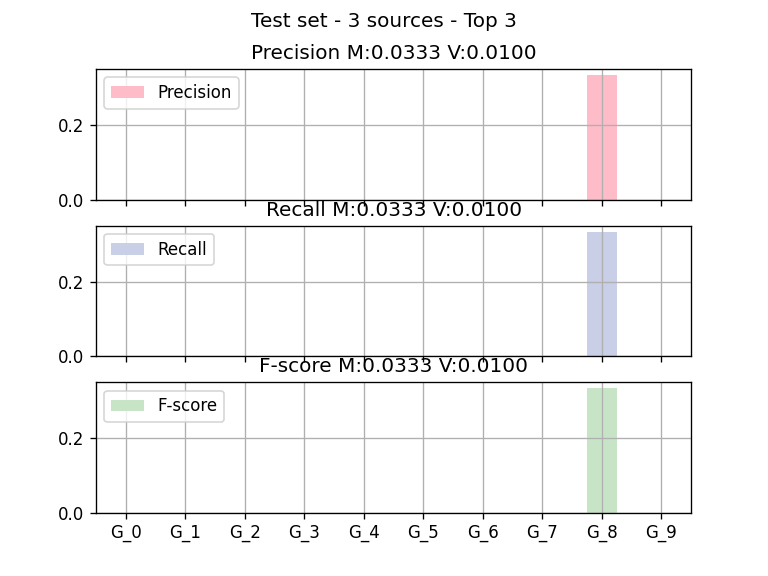 Test set - 3 sources - Top 3
Precision M:0.0333 V:0.0100
Precision
0.2
0.0
Recall M:0.0333 V:0.0100
Recall
0.2
0.0
F-score M:0.0333 V:0.0100
F-score
0.2
0.0
G_0 G_1 G_2 G_3 G_4 G_5 G_6 G_7 G_8 G_9